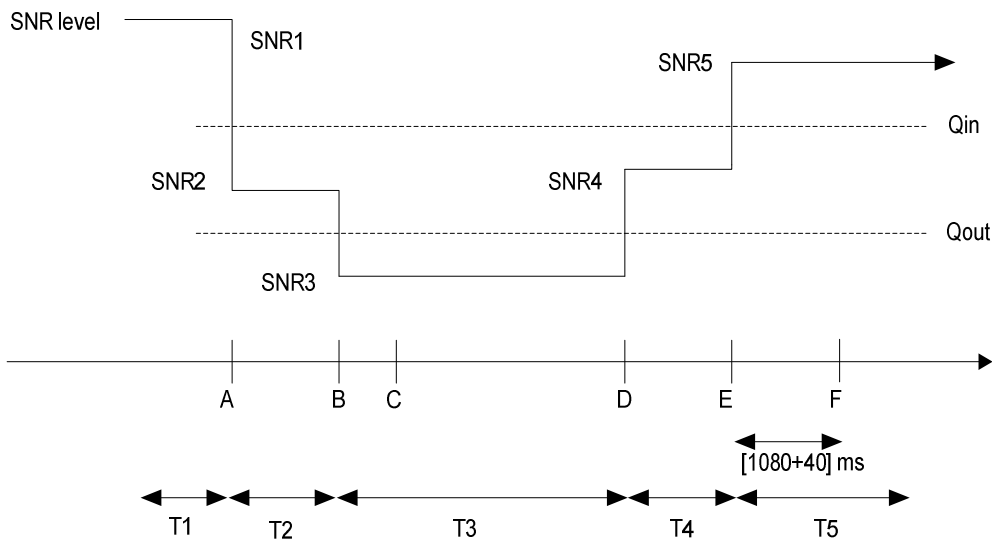 SNR level
SNR1
SNR5
Qin
SNR2
SNR4
Qout
SNR3
A B C D E F
[1080+40] ms
T1 T2 T3 T4 T5